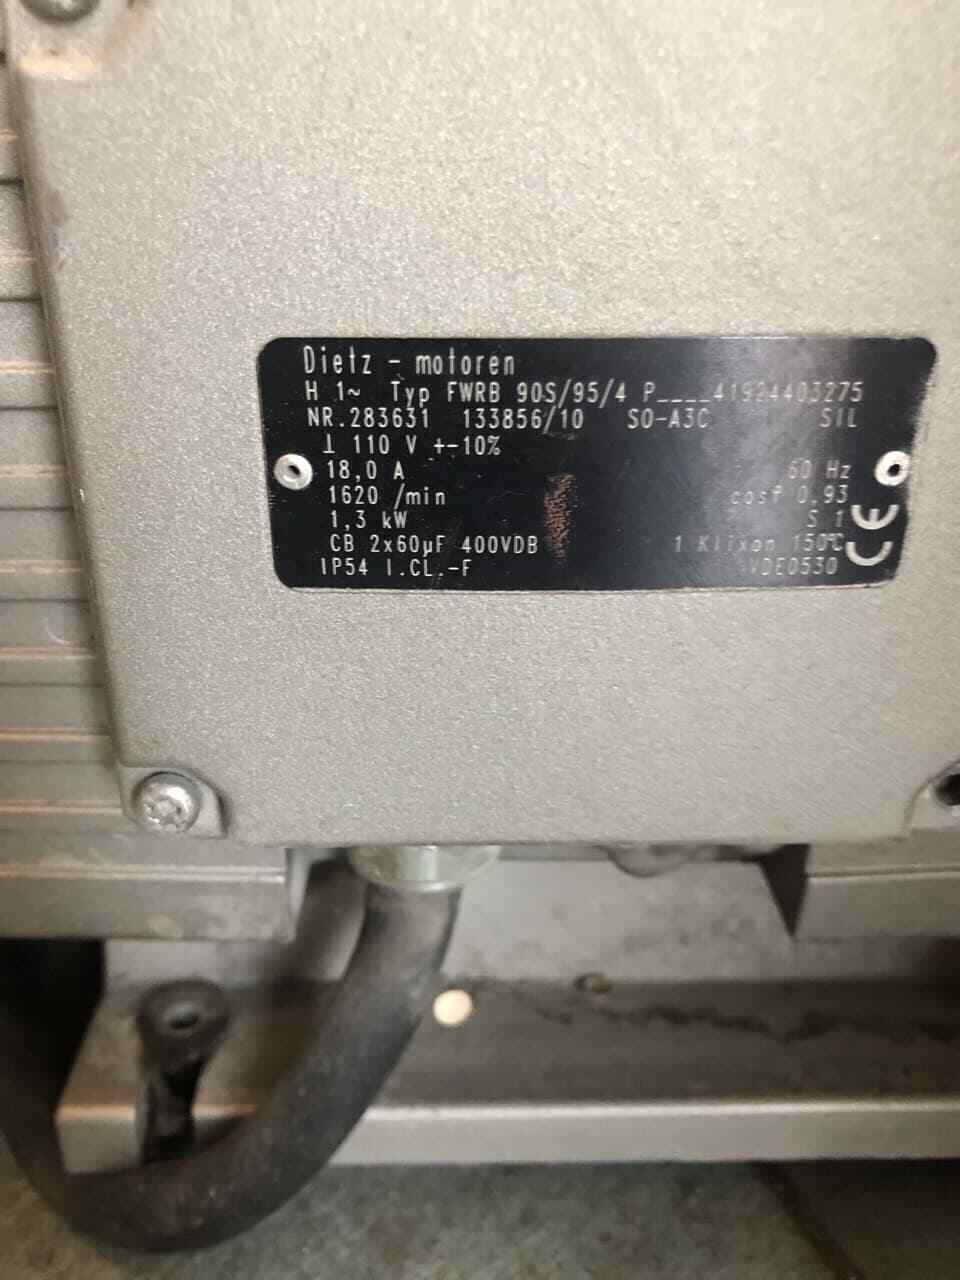 Dietz - motoren
H 1~ Typ FWRB 90S/95/4 P____41924403275
NR.283631 133856/10 SO-A3C SIL
⊥ 110 V +-10%
18,0 A 60 Hz
1620 /min cosf 0.93
1,3 kW S 1
CE
CB 2x60µF 400VDB 1 Klixon 150°C
IP54 I.CL.-F VDE0530